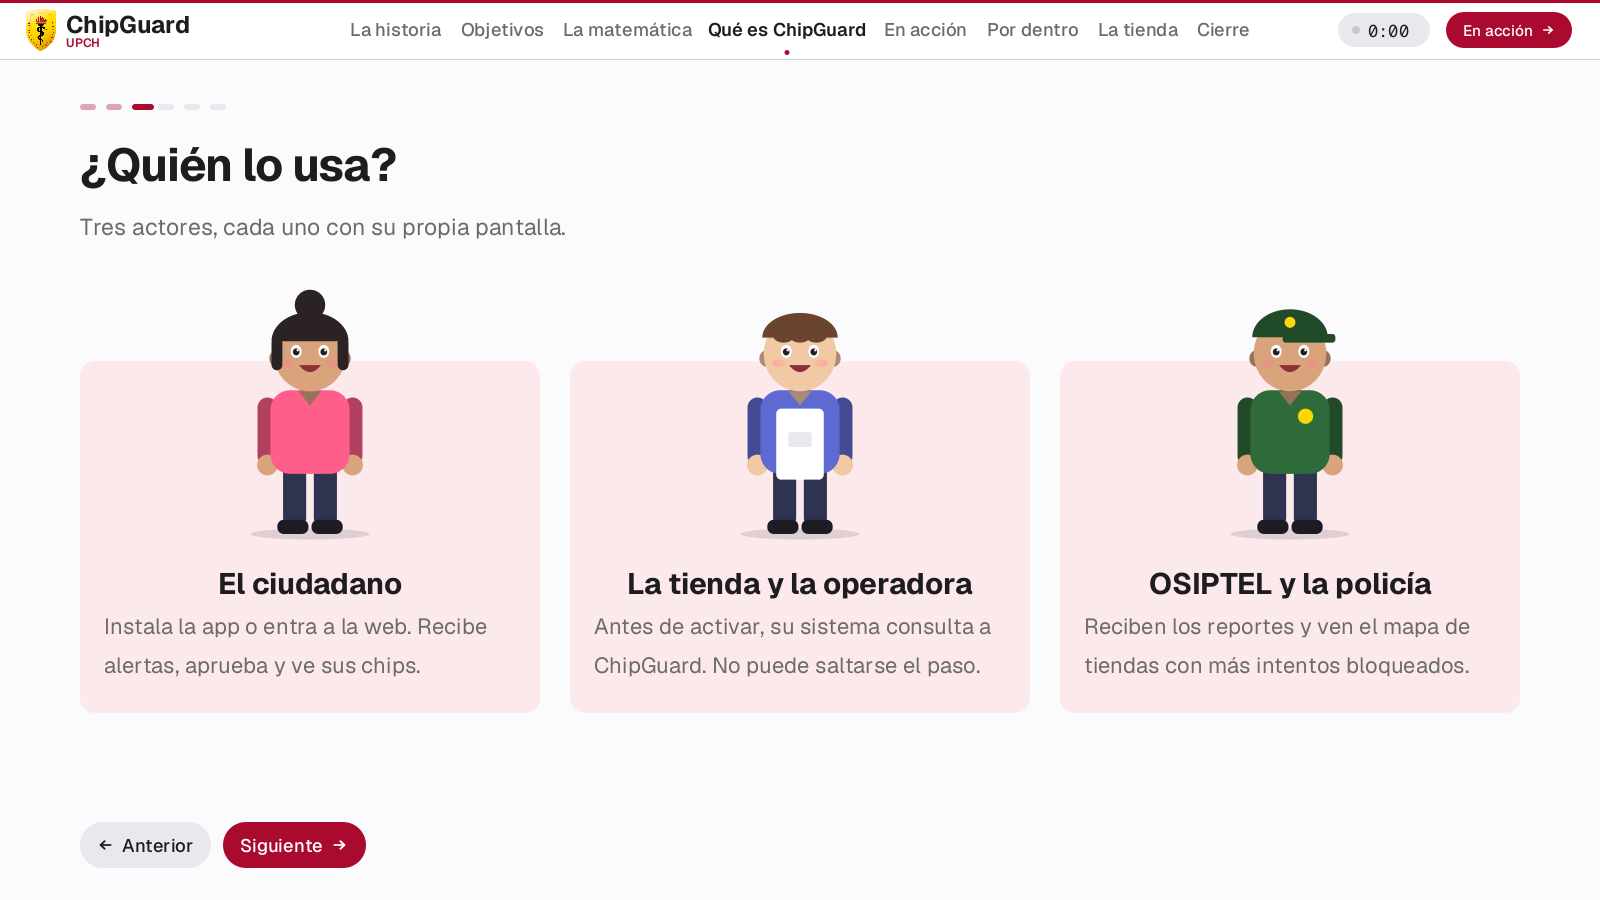 ChipGuard
UPCH
La historia
Objetivos
La matemática
Qué es ChipGuard
En acción
Por dentro
La tienda
Cierre
0:00
En acción →
¿Quién lo usa?
Tres actores, cada uno con su propia pantalla.
El ciudadano
Instala la app o entra a la web. Recibe
alertas, aprueba y ve sus chips.
La tienda y la operadora
Antes de activar, su sistema consulta a
ChipGuard. No puede saltarse el paso.
OSIPTEL y la policía
Reciben los reportes y ven el mapa de
tiendas con más intentos bloqueados.
← Anterior
Siguiente →